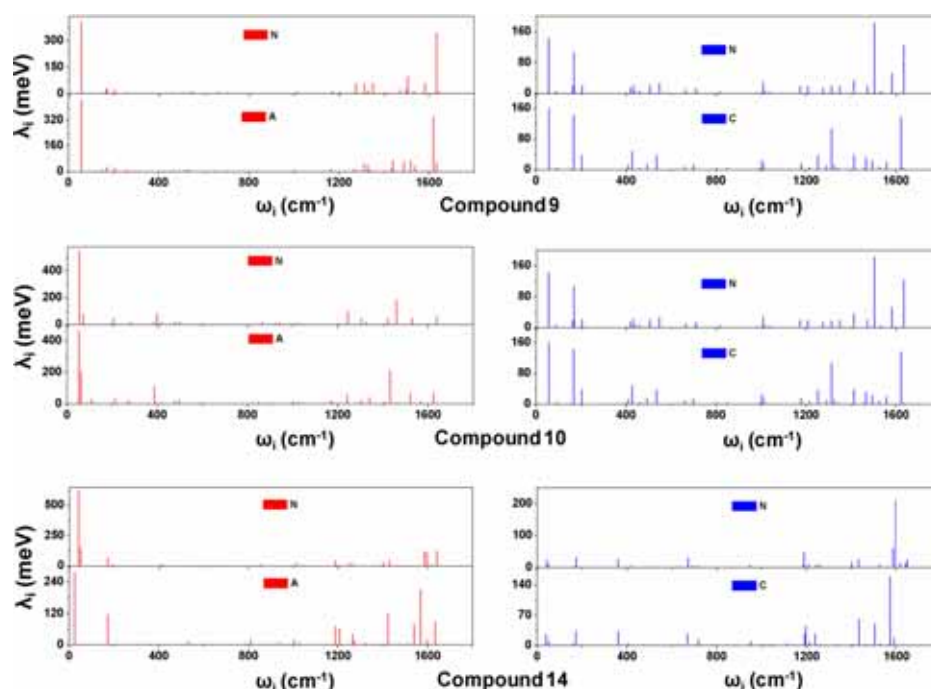 300 N 160 N
150 80
0 0
λi (meV) 320 A 160 C
160 80
0 0
0 400 800 1200 1600 0 400 800 1200 1600
ωi (cm-1) Compound 9 ωi (cm-1)
400 N 160 N
200 80
0 0
λi (meV) 400 A 160 C
200 80
0 0
0 400 800 1200 1600 0 400 800 1200 1600
ωi (cm-1) Compound 10 ωi (cm-1)
500 N 200 N
250 100
0 0
λi (meV) 240 A 140 C
120 70
0 0
0 400 800 1200 1600 0 400 800 1200 1600
ωi (cm-1) Compound 14 ωi (cm-1)